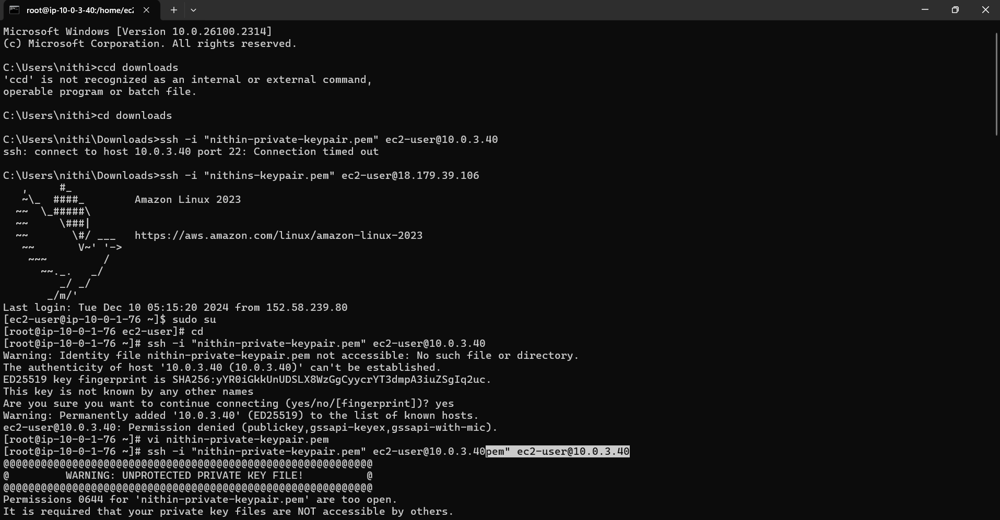 root@ip-10-0-3-40:/home/ec2
Microsoft Windows [Version 10.0.26100.2314]
(c) Microsoft Corporation. All rights reserved.
C:\Users\nithi>ccd downloads
'ccd' is not recognized as an internal or external command,
operable program or batch file.
C:\Users\nithi>cd downloads
C:\Users\nithi\Downloads>ssh -i "nithin-private-keypair.pem" ec2-user@10.0.3.40
ssh: connect to host 10.0.3.40 port 22: Connection timed out
C:\Users\nithi\Downloads>ssh -i "nithins-keypair.pem" ec2-user@18.179.39.106
   ,     #_
   ~\_  ####_        Amazon Linux 2023
  ~~  \_#####\
  ~~     \###|
  ~~       \#/ ___   https://aws.amazon.com/linux/amazon-linux-2023
   ~~       V~' '->
    ~~~         /
      ~~._.   _/
         _/ _/
       _/m/'
Last login: Tue Dec 10 05:15:20 2024 from 152.58.239.80
[ec2-user@ip-10-0-1-76 ~]$ sudo su
[root@ip-10-0-1-76 ec2-user]# cd
[root@ip-10-0-1-76 ~]# ssh -i "nithin-private-keypair.pem" ec2-user@10.0.3.40
Warning: Identity file nithin-private-keypair.pem not accessible: No such file or directory.
The authenticity of host '10.0.3.40 (10.0.3.40)' can't be established.
ED25519 key fingerprint is SHA256:yYR0iGkkUnUDSLX8WzGgCyycrYT3dmpA3iuZSgIq2uc.
This key is not known by any other names
Are you sure you want to continue connecting (yes/no/[fingerprint])? yes
Warning: Permanently added '10.0.3.40' (ED25519) to the list of known hosts.
ec2-user@10.0.3.40: Permission denied (publickey,gssapi-keyex,gssapi-with-mic).
[root@ip-10-0-1-76 ~]# vi nithin-private-keypair.pem
[root@ip-10-0-1-76 ~]# ssh -i "nithin-private-keypair.pem" ec2-user@10.0.3.40pem" ec2-user@10.0.3.40
@@@@@@@@@@@@@@@@@@@@@@@@@@@@@@@@@@@@@@@@@@@@@@@@@@@@@@@@@@@
@         WARNING: UNPROTECTED PRIVATE KEY FILE!          @
@@@@@@@@@@@@@@@@@@@@@@@@@@@@@@@@@@@@@@@@@@@@@@@@@@@@@@@@@@@
Permissions 0644 for 'nithin-private-keypair.pem' are too open.
It is required that your private key files are NOT accessible by others.